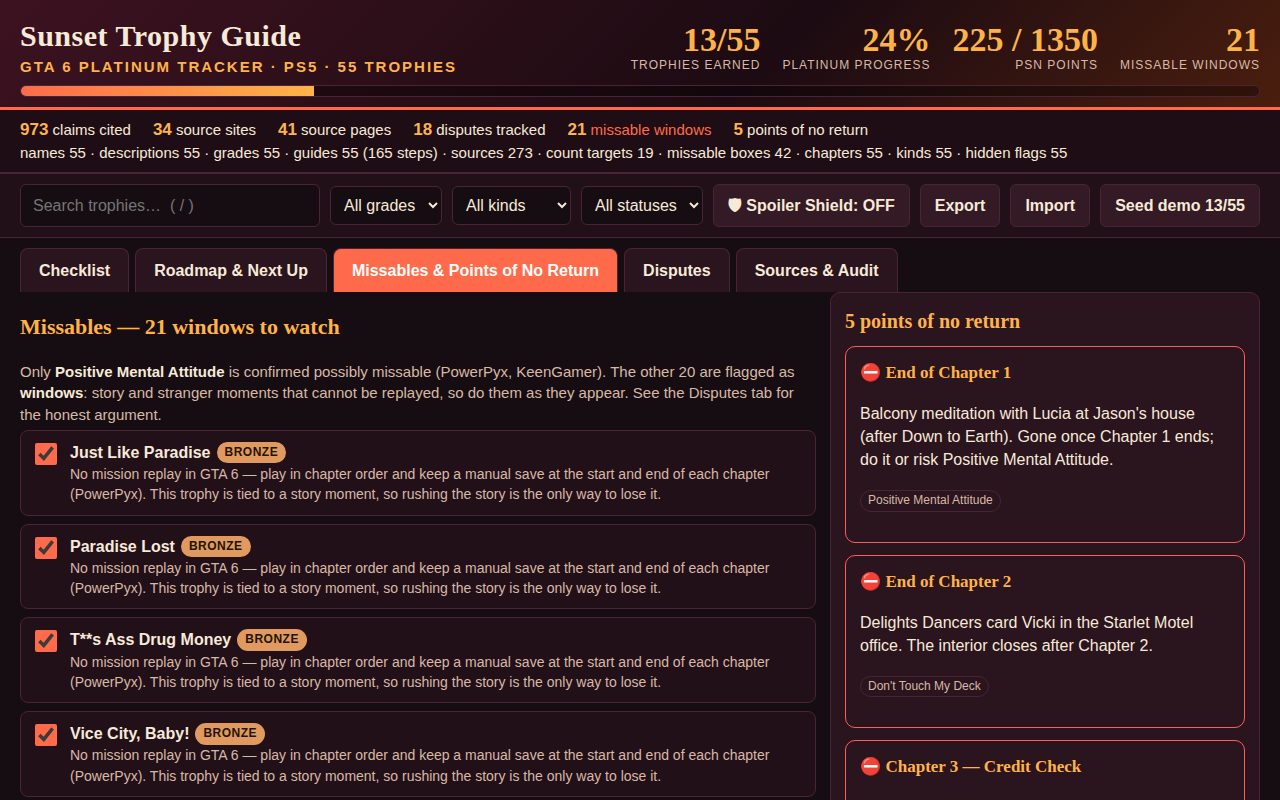 Sunset Trophy Guide
GTA 6 PLATINUM TRACKER · PS5 · 55 TROPHIES
13/55
TROPHIES EARNED
24%
PLATINUM PROGRESS
225 / 1350
PSN POINTS
21
MISSABLE WINDOWS
973 claims cited 34 source sites 41 source pages 18 disputes tracked 21 missable windows 5 points of no return
names 55 · descriptions 55 · grades 55 · guides 55 (165 steps) · sources 273 · count targets 19 · missable boxes 42 · chapters 55 · kinds 55 · hidden flags 55
Search trophies… ( / )
All grades
All kinds
All statuses
Spoiler Shield: OFF
Export
Import
Seed demo 13/55
Checklist
Roadmap & Next Up
Missables & Points of No Return
Disputes
Sources & Audit
Missables — 21 windows to watch
Only Positive Mental Attitude is confirmed possibly missable (PowerPyx, KeenGamer). The other 20 are flagged as
windows: story and stranger moments that cannot be replayed, so do them as they appear. See the Disputes tab for
the honest argument.
Just Like Paradise BRONZE
No mission replay in GTA 6 — play in chapter order and keep a manual save at the start and end of each chapter
(PowerPyx). This trophy is tied to a story moment, so rushing the story is the only way to lose it.
Paradise Lost BRONZE
No mission replay in GTA 6 — play in chapter order and keep a manual save at the start and end of each chapter
(PowerPyx). This trophy is tied to a story moment, so rushing the story is the only way to lose it.
T**s Ass Drug Money BRONZE
No mission replay in GTA 6 — play in chapter order and keep a manual save at the start and end of each chapter
(PowerPyx). This trophy is tied to a story moment, so rushing the story is the only way to lose it.
Vice City, Baby! BRONZE
No mission replay in GTA 6 — play in chapter order and keep a manual save at the start and end of each chapter
(PowerPyx). This trophy is tied to a story moment, so rushing the story is the only way to lose it.
5 points of no return
End of Chapter 1
Balcony meditation with Lucia at Jason's house
(after Down to Earth). Gone once Chapter 1 ends;
do it or risk Positive Mental Attitude.
Positive Mental Attitude
End of Chapter 2
Delights Dancers card Vicki in the Starlet Motel
office. The interior closes after Chapter 2.
Don't Touch My Deck
Chapter 3 — Credit Check